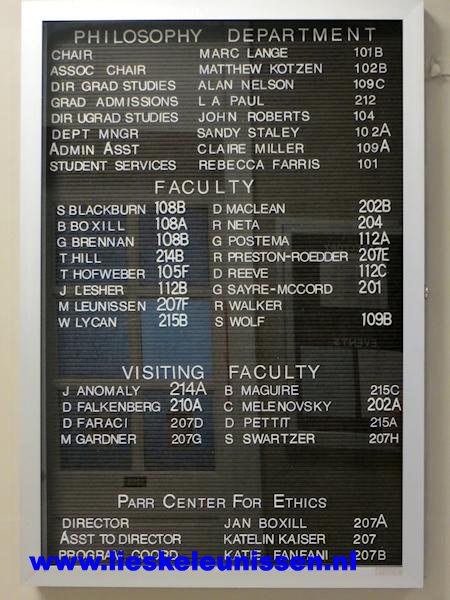 PHILOSOPHY DEPARTMENT
CHAIR MARC LANGE 101B
ASSOC CHAIR MATTHEW KOTZEN 102B
DIR GRAD STUDIES ALAN NELSON 109C
GRAD ADMISSIONS L A PAUL 212
DIR UGRAD STUDIES JOHN ROBERTS 104
DEPT MNGR SANDY STALEY 102A
ADMIN ASST CLAIRE MILLER 109A
STUDENT SERVICES REBECCA FARRIS 101
FACULTY
S BLACKBURN 108B D MACLEAN 202B
B BOXILL 108A R NETA 204
G BRENNAN 108B G POSTEMA 112A
T HILL 214B R PRESTON-ROEDDER 207E
T HOFWEBER 105F D REEVE 112C
J LESHER 112B G SAYRE-MCCORD 201
M LEUNISSEN 207F R WALKER
W LYCAN 215B S WOLF 109B
VISITING FACULTY
J ANOMALY 214A B MAGUIRE 215C
D FALKENBERG 210A C MELENOVSKY 202A
D FARACI 207D D PETTIT 215A
M GARDNER 207G S SWARTZER 207H
PARR CENTER FOR ETHICS
DIRECTOR JAN BOXILL 207A
ASST TO DIRECTOR KATELIN KAISER 207
PROGRAM COORD KATIE FANFANI 207B
www.lieskeleunissen.nl